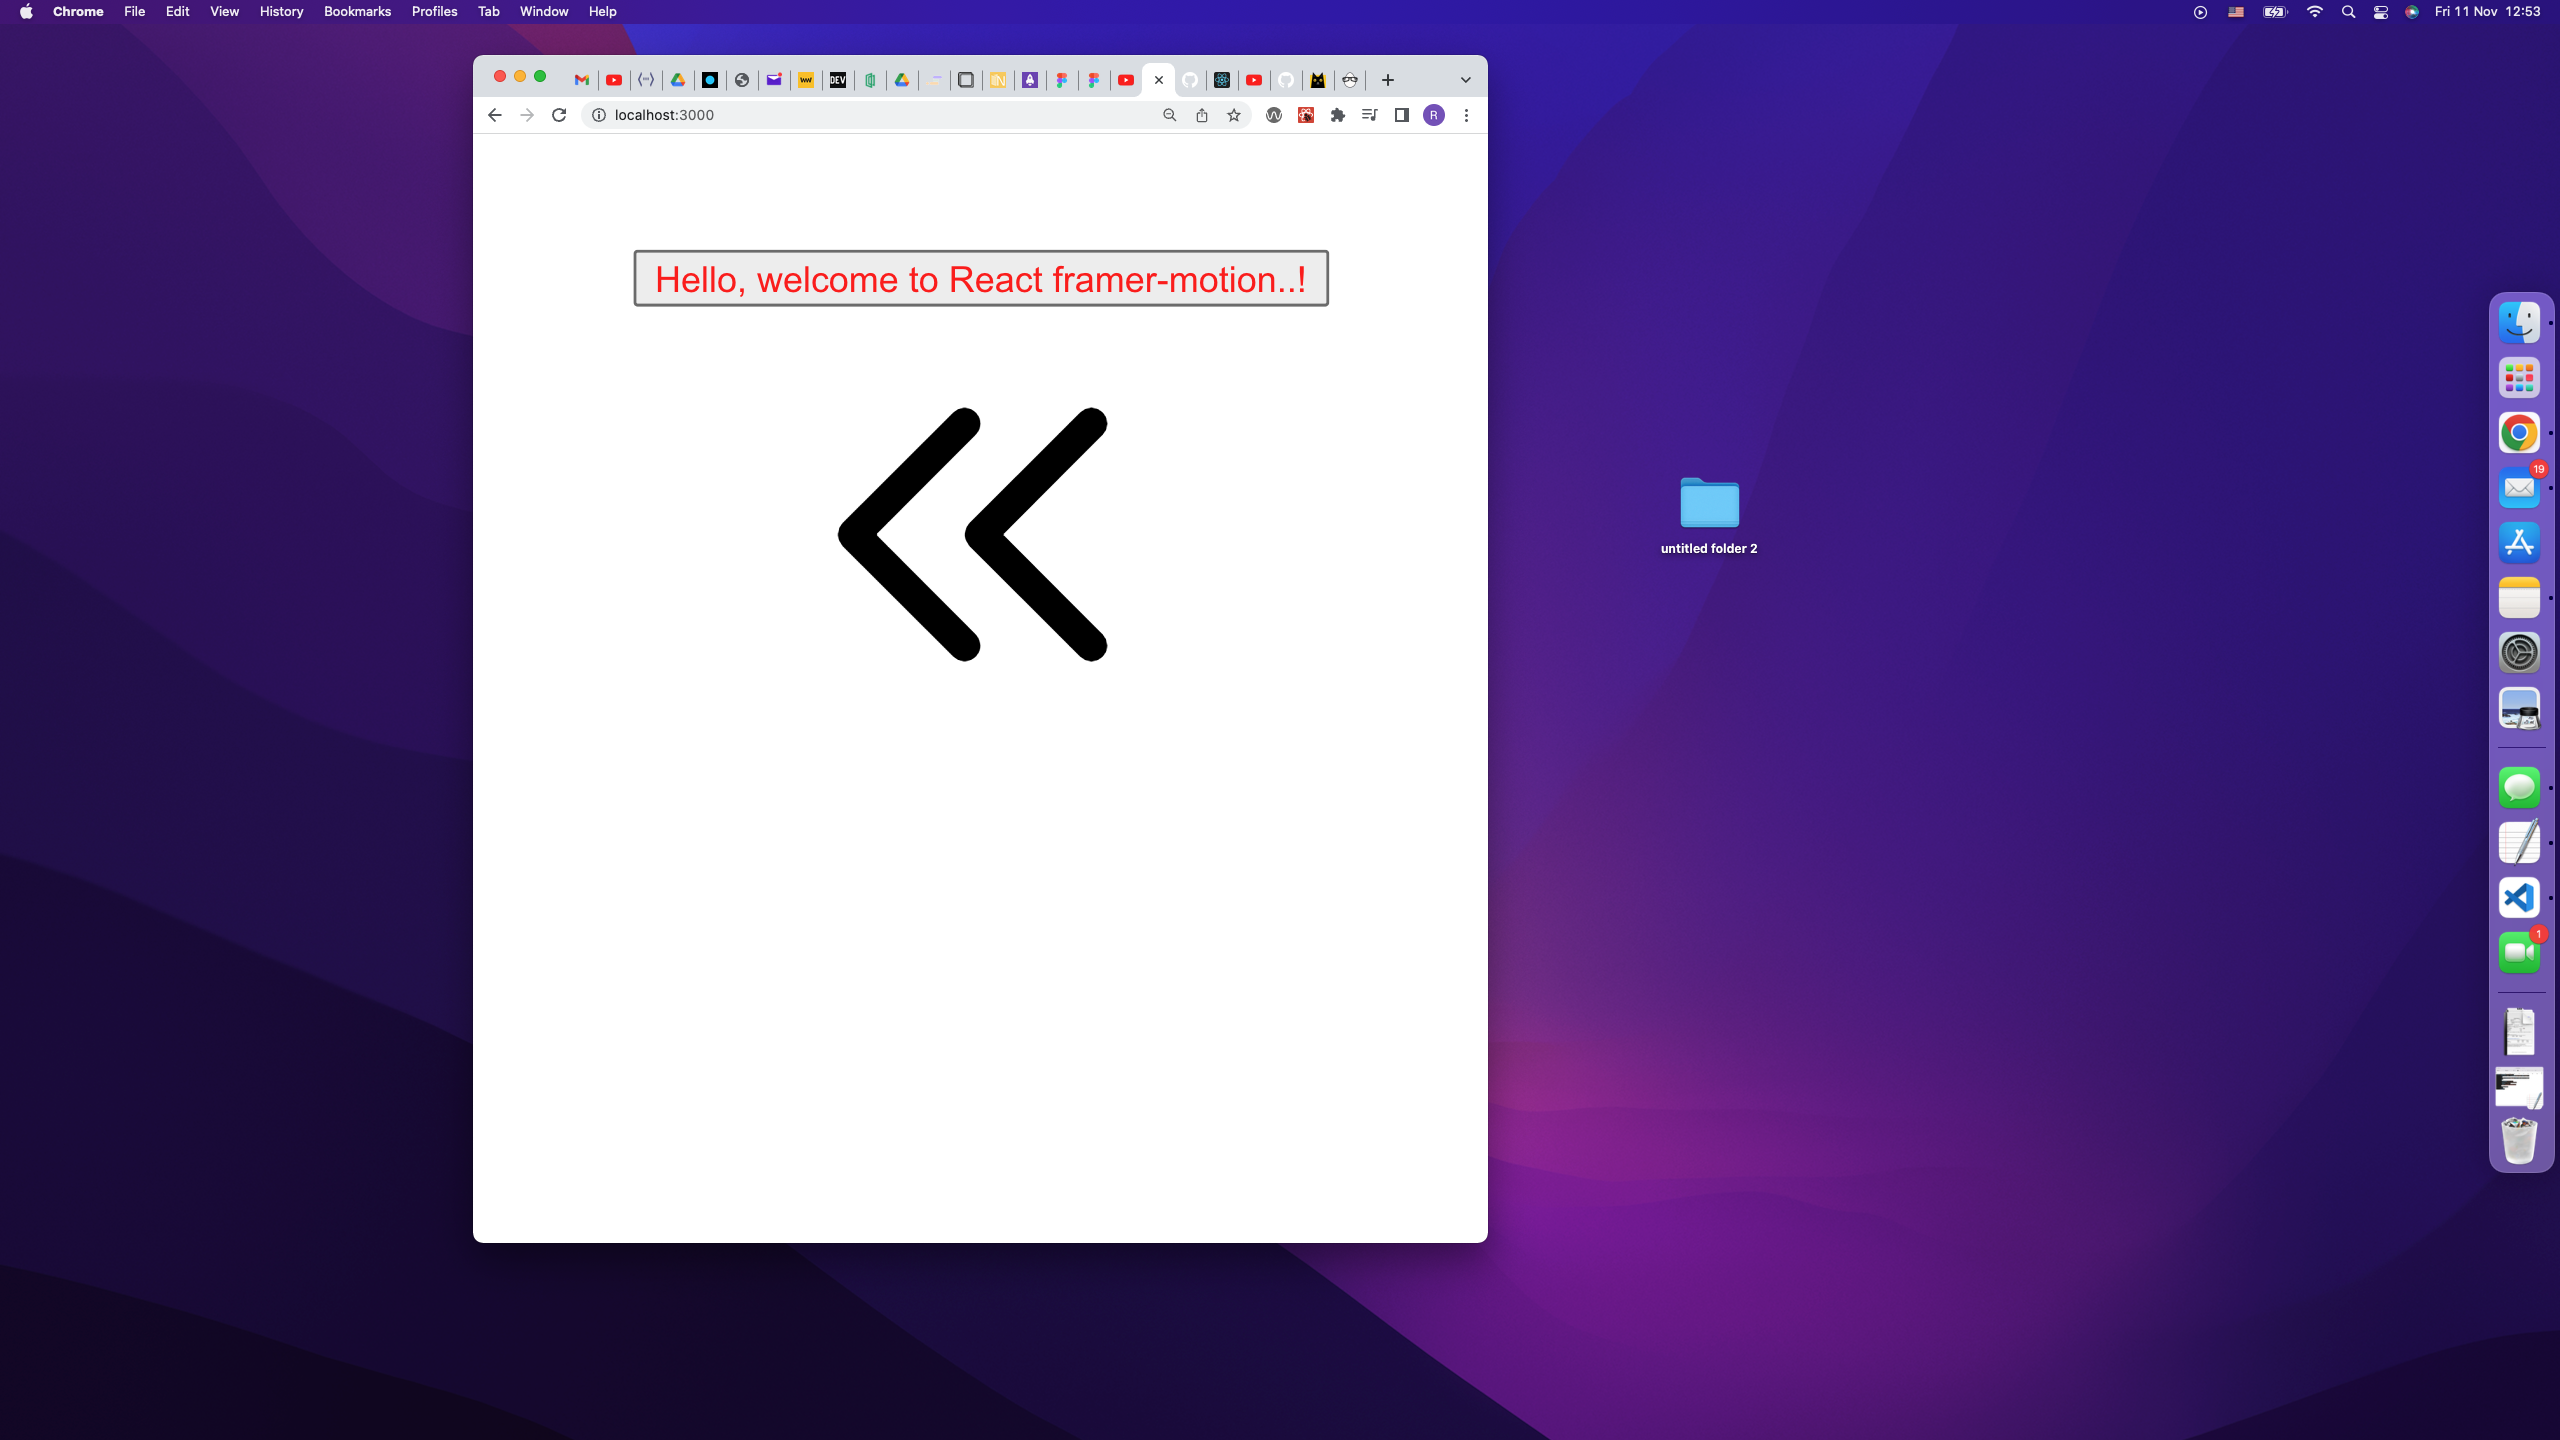 Chrome File Edit View History Bookmarks Profiles Tab Window Help
Fri 11 Nov 12:53
DEV
localhost:3000
R
Hello, welcome to React framer-motion..!
untitled folder 2
19
1